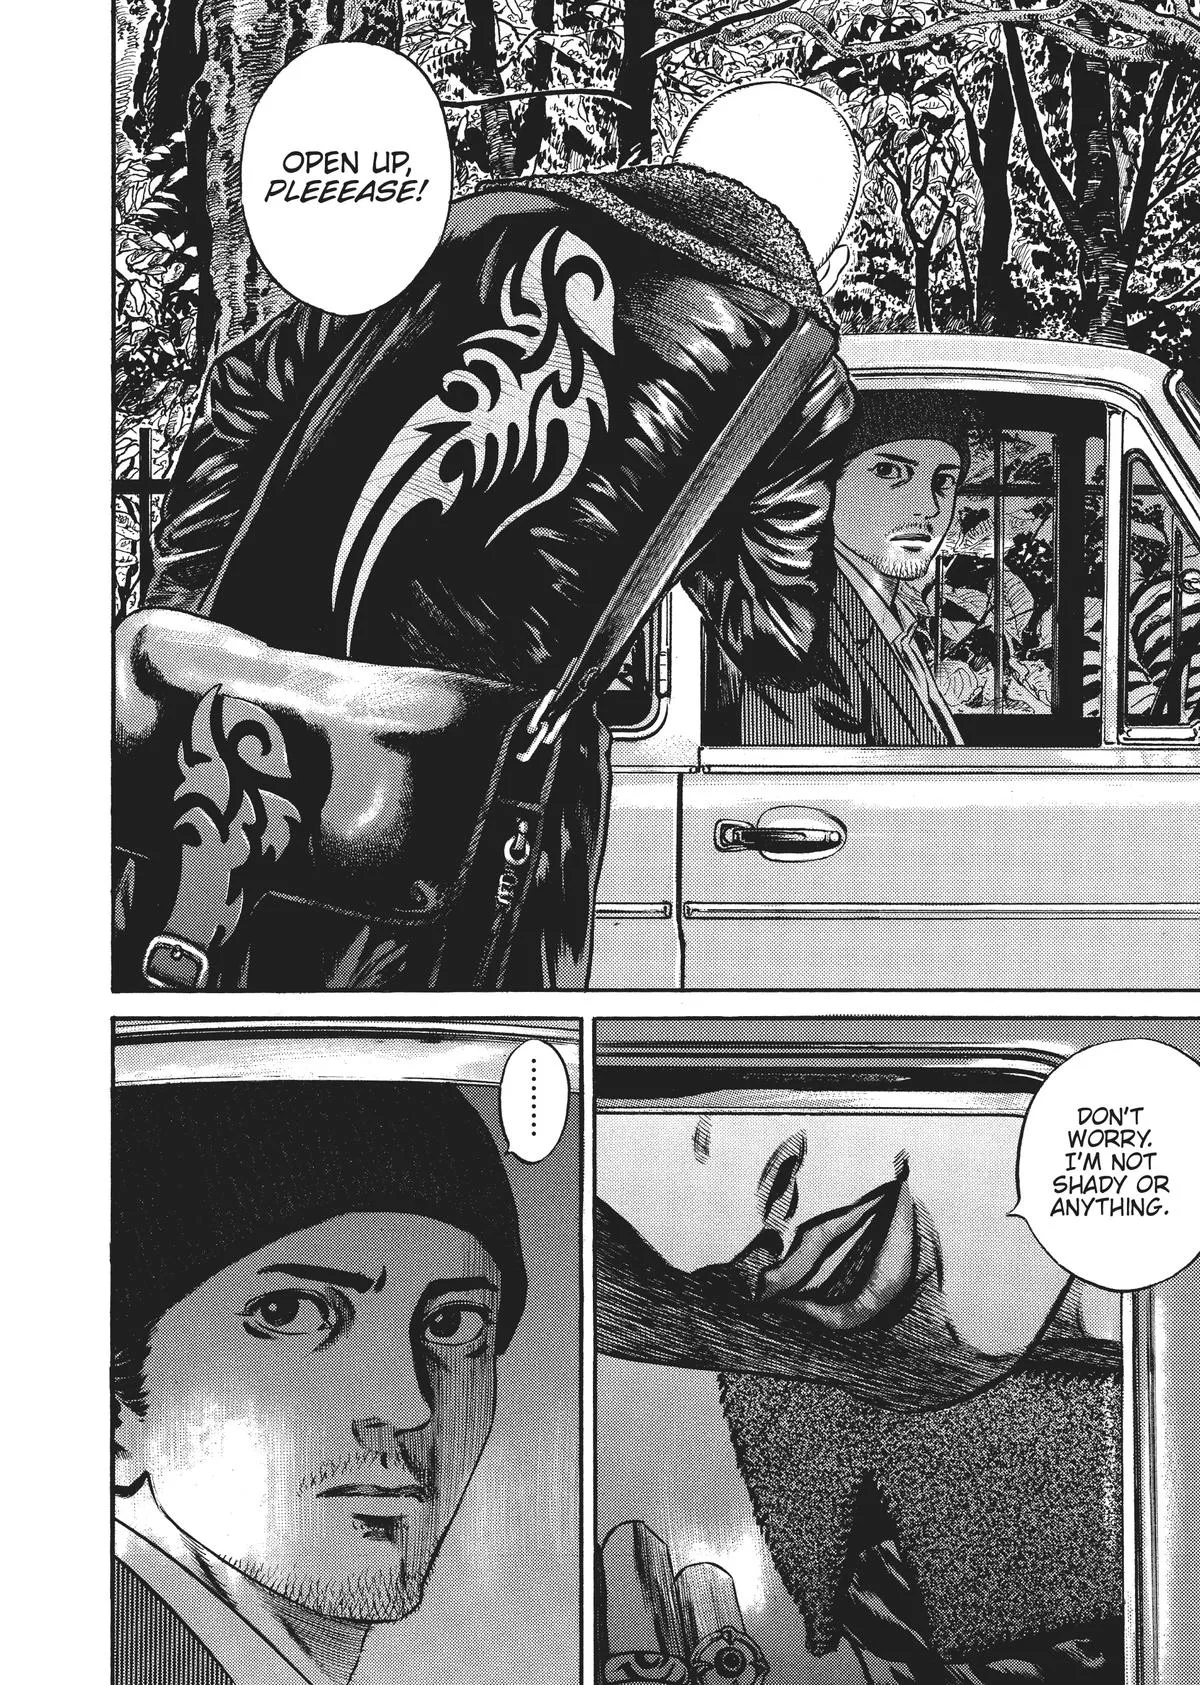 OPEN UP,
PLEEEASE!
DON'T
WORRY.
I'M NOT
SHADY OR
ANYTHING.
.........